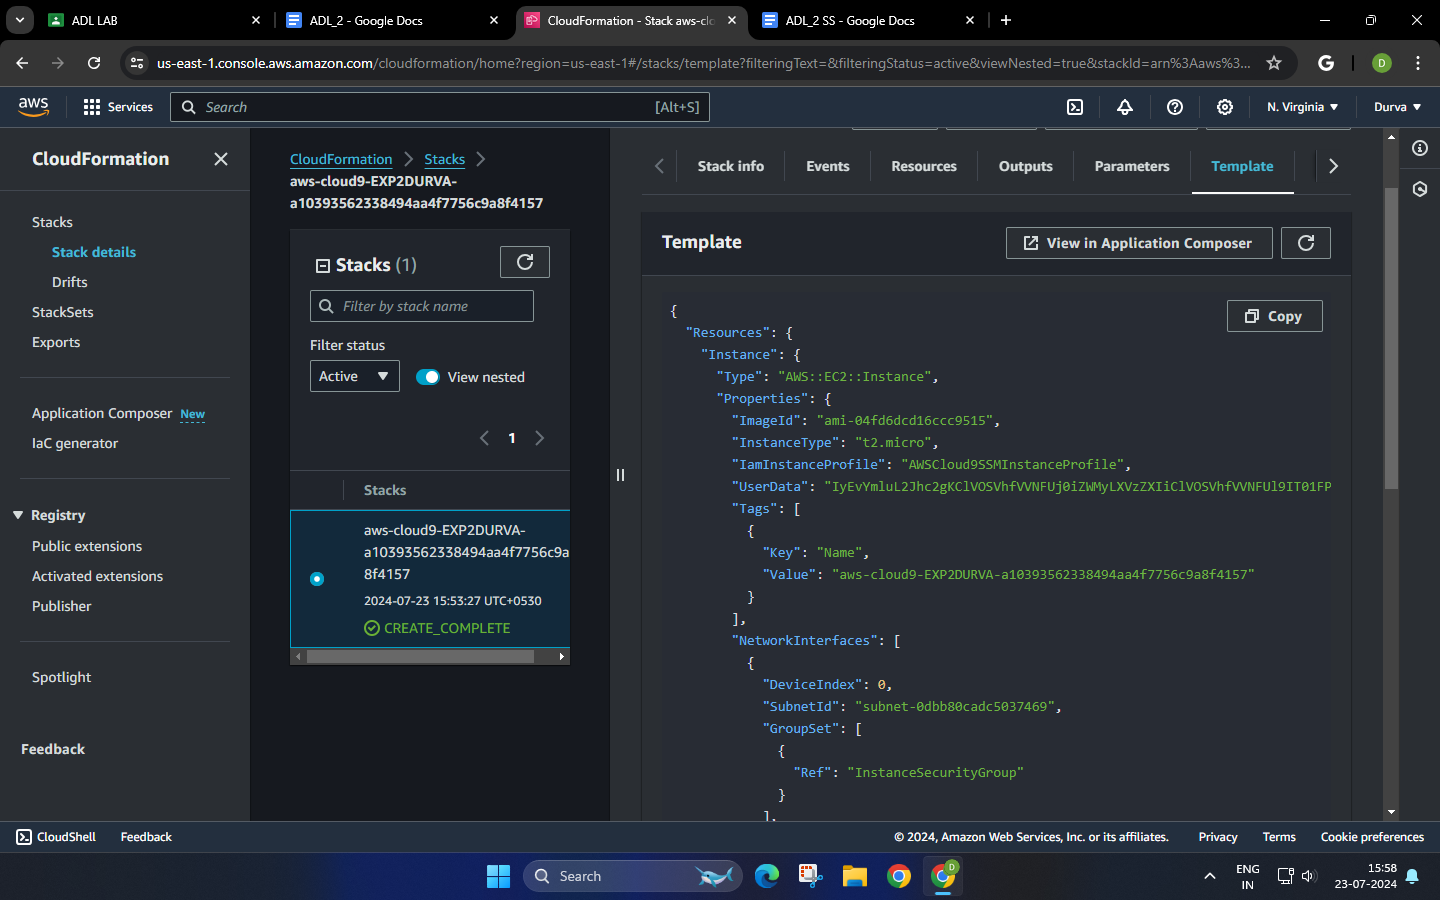 ADL LAB
ADL_2 - Google Docs
CloudFormation - Stack aws-clo
ADL_2 SS - Google Docs
us-east-1.console.aws.amazon.com/cloudformation/home?region=us-east-1#/stacks/template?filteringText=&filteringStatus=active&viewNested=true&stackId=arn%3Aaws%3...
G
D
aws
Services
Search
[Alt+S]
N. Virginia
Durva
CloudFormation
Stacks
Stack details
Drifts
StackSets
Exports
Application Composer New
IaC generator
Registry
Public extensions
Activated extensions
Publisher
Spotlight
Feedback
CloudFormation
Stacks
aws-cloud9-EXP2DURVA-
a10393562338494aa4f7756c9a8f4157
Stacks (1)
Filter by stack name
Filter status
Active
View nested
1
Stacks
aws-cloud9-EXP2DURVA-
a10393562338494aa4f7756c9a
8f4157
2024-07-23 15:53:27 UTC+0530
CREATE_COMPLETE
Stack info
Events
Resources
Outputs
Parameters
Template
Template
View in Application Composer
Copy
{
"Resources": {
"Instance": {
"Type": "AWS::EC2::Instance",
"Properties": {
"ImageId": "ami-04fd6dcd16ccc9515",
"InstanceType": "t2.micro",
"IamInstanceProfile": "AWSCloud9SSMInstanceProfile",
"UserData": "IyEvYmluL2Jhc2gKClVOSVhfVVNFUj0iZWMyLXVzZXIiClVOSVhfVVNFUl9IT01FP
"Tags": [
{
"Key": "Name",
"Value": "aws-cloud9-EXP2DURVA-a10393562338494aa4f7756c9a8f4157"
}
],
"NetworkInterfaces": [
{
"DeviceIndex": 0,
"SubnetId": "subnet-0dbb80cadc5037469",
"GroupSet": [
{
"Ref": "InstanceSecurityGroup"
}
],
CloudShell
Feedback
© 2024, Amazon Web Services, Inc. or its affiliates.
Privacy
Terms
Cookie preferences
Search
D
ENG
IN
15:58
23-07-2024